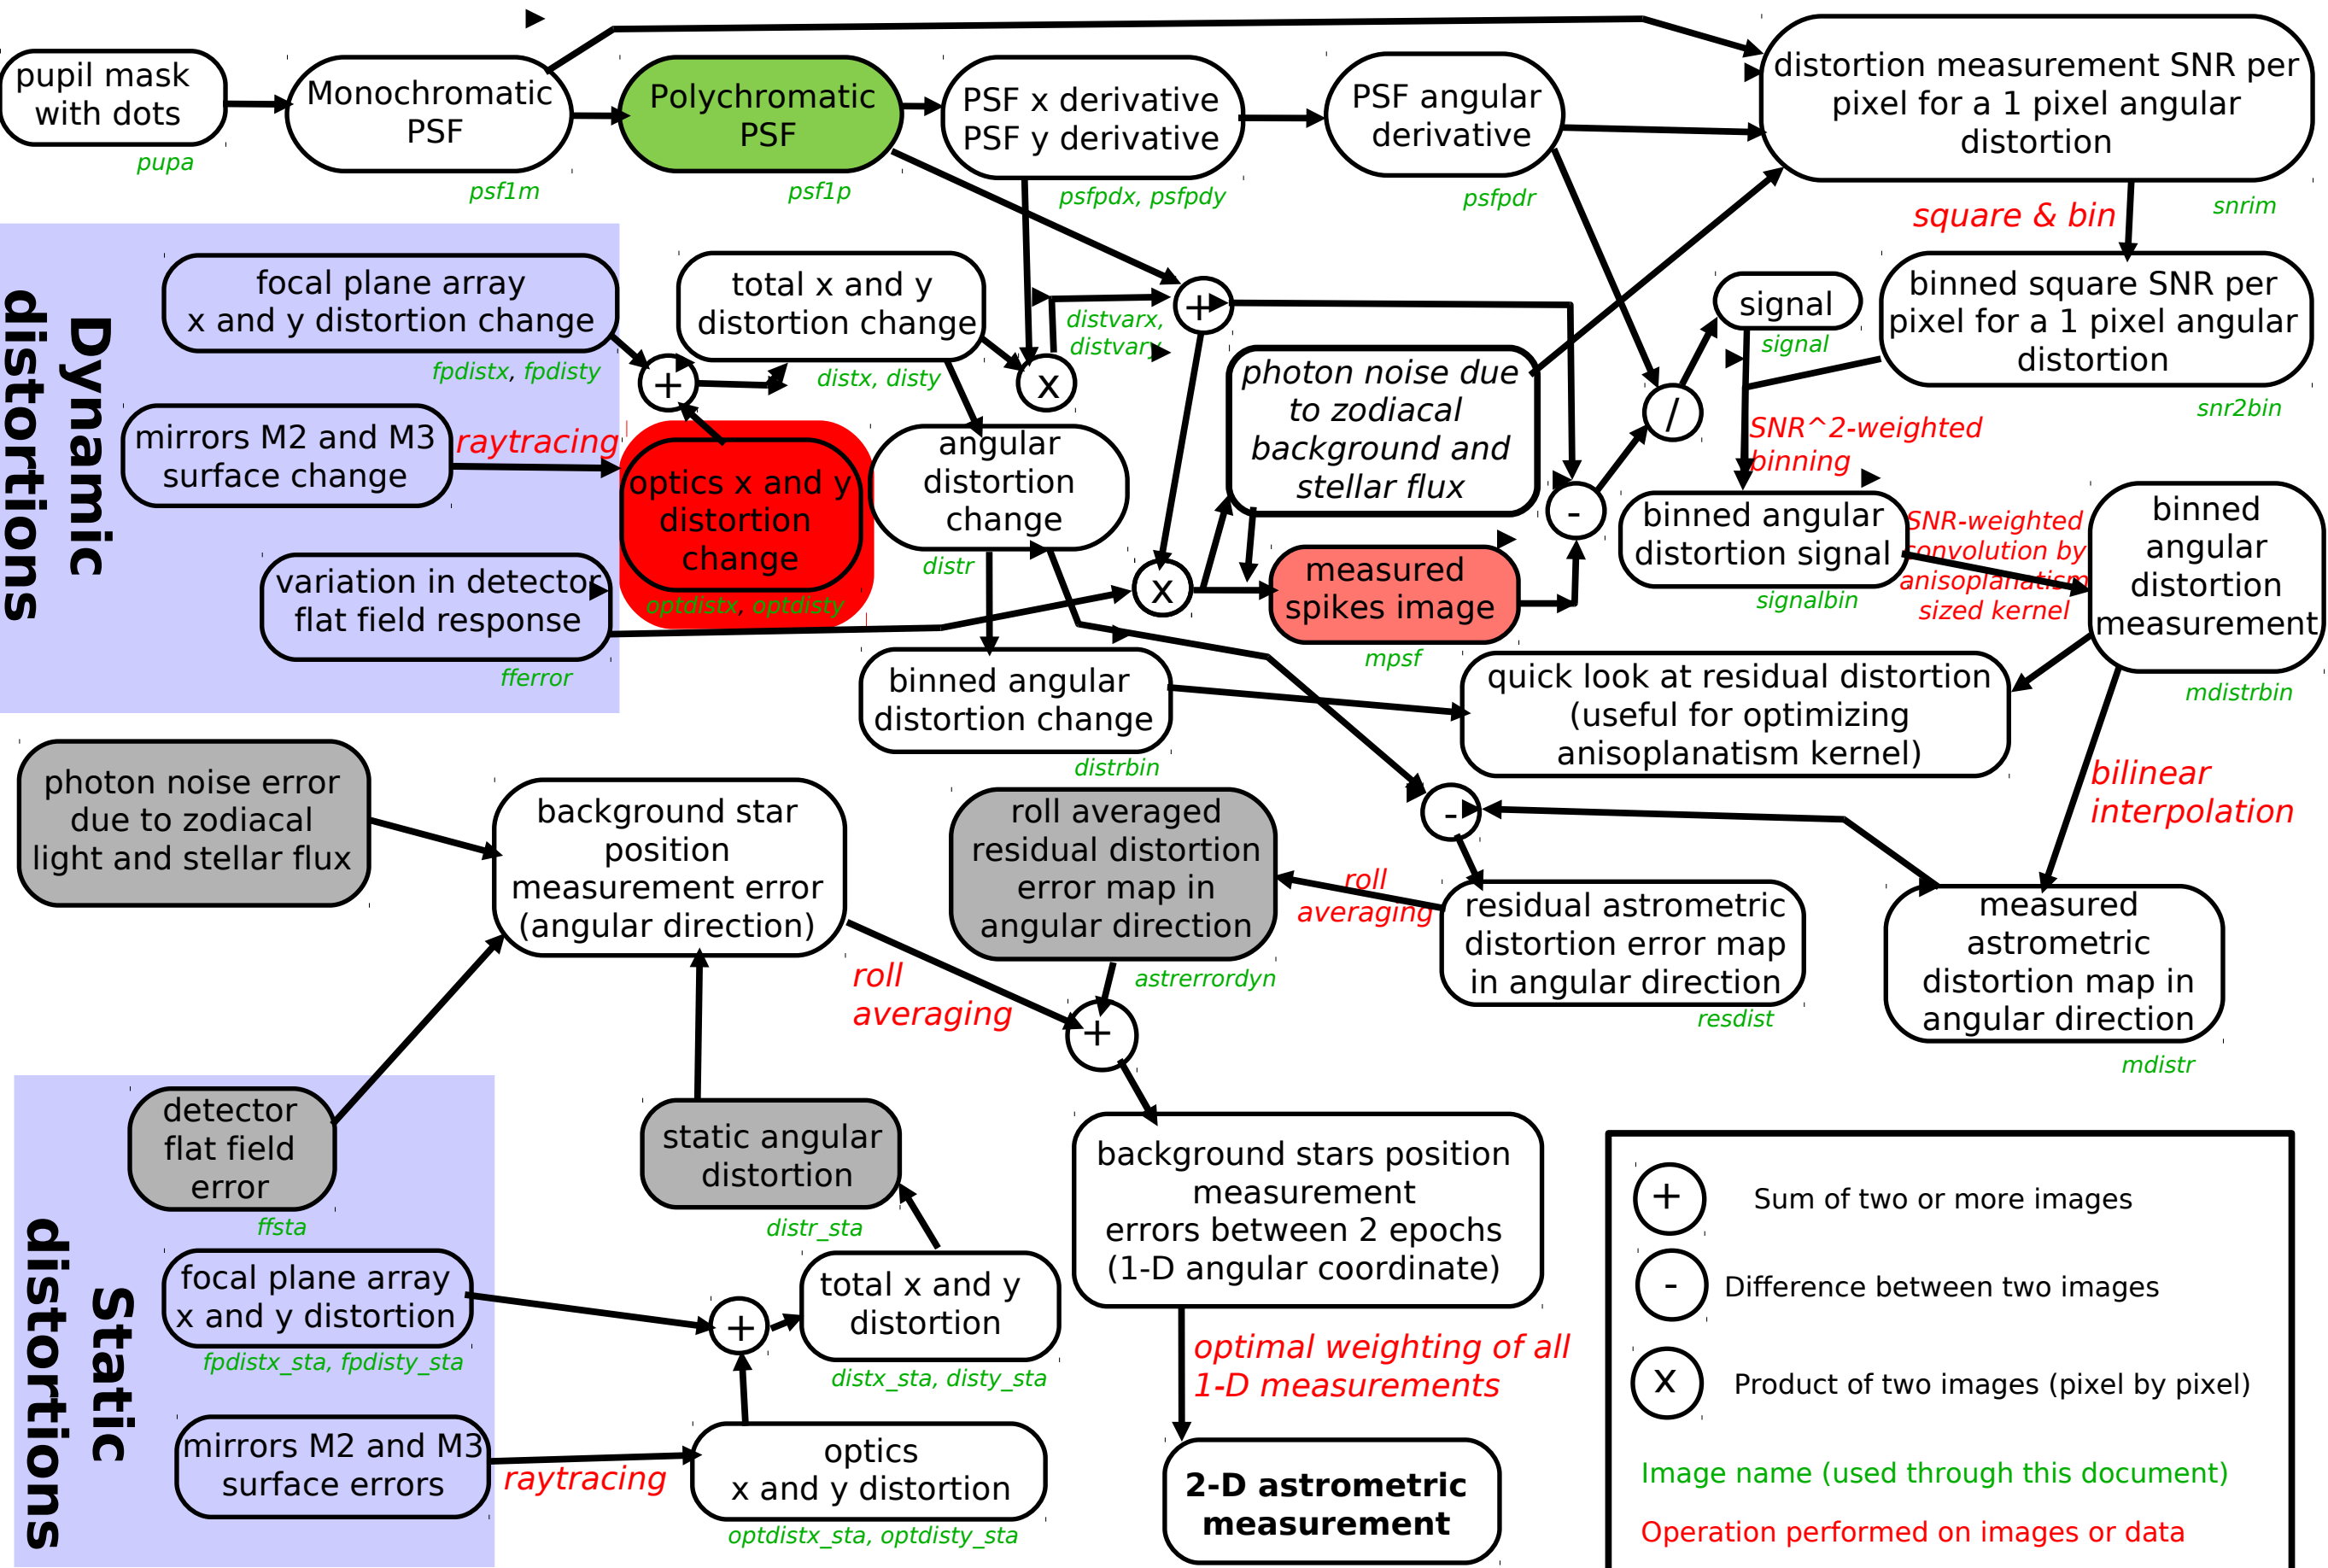 pupil mask
with dots
pupa
Monochromatic
PSF
psf1m
Polychromatic
PSF
psf1p
PSF x derivative
PSF y derivative
psfpdx, psfpdy
PSF angular
derivative
psfpdr
distortion measurement SNR per
pixel for a 1 pixel angular
distortion
snrim
square & bin
Dynamic
distortions
focal plane array
x and y distortion change
fpdistx, fpdisty
mirrors M2 and M3
surface change
raytracing
variation in detector
flat field response
fferror
+
total x and y
distortion change
distx, disty
optics x and y
distortion
change
optdistx, optdisty
x
distvarx,
distvary
+
angular
distortion
change
distr
photon noise due
to zodiacal
background and
stellar flux
x
measured
spikes image
mpsf
-
/
signal
signal
binned square SNR per
pixel for a 1 pixel angular
distortion
snr2bin
SNR^2-weighted
binning
binned angular
distortion signal
signalbin
SNR-weighted
convolution by
anisoplanatism
sized kernel
binned
angular
distortion
measurement
mdistrbin
binned angular
distortion change
distrbin
quick look at residual distortion
(useful for optimizing
anisoplanatism kernel)
bilinear
interpolation
photon noise error
due to zodiacal
light and stellar flux
background star
position
measurement error
(angular direction)
roll averaged
residual distortion
error map in
angular direction
astrerrordyn
roll
averaging
-
residual astrometric
distortion error map
in angular direction
resdist
measured
astrometric
distortion map in
angular direction
mdistr
roll
averaging
+
Static
distortions
detector
flat field
error
ffsta
focal plane array
x and y distortion
fpdistx_sta, fpdisty_sta
mirrors M2 and M3
surface errors
raytracing
static angular
distortion
distr_sta
+
total x and y
distortion
distx_sta, disty_sta
optics
x and y distortion
optdistx_sta, optdisty_sta
background stars position
measurement
errors between 2 epochs
(1-D angular coordinate)
optimal weighting of all
1-D measurements
2-D astrometric
measurement
+ Sum of two or more images
- Difference between two images
x Product of two images (pixel by pixel)
Image name (used through this document)
Operation performed on images or data